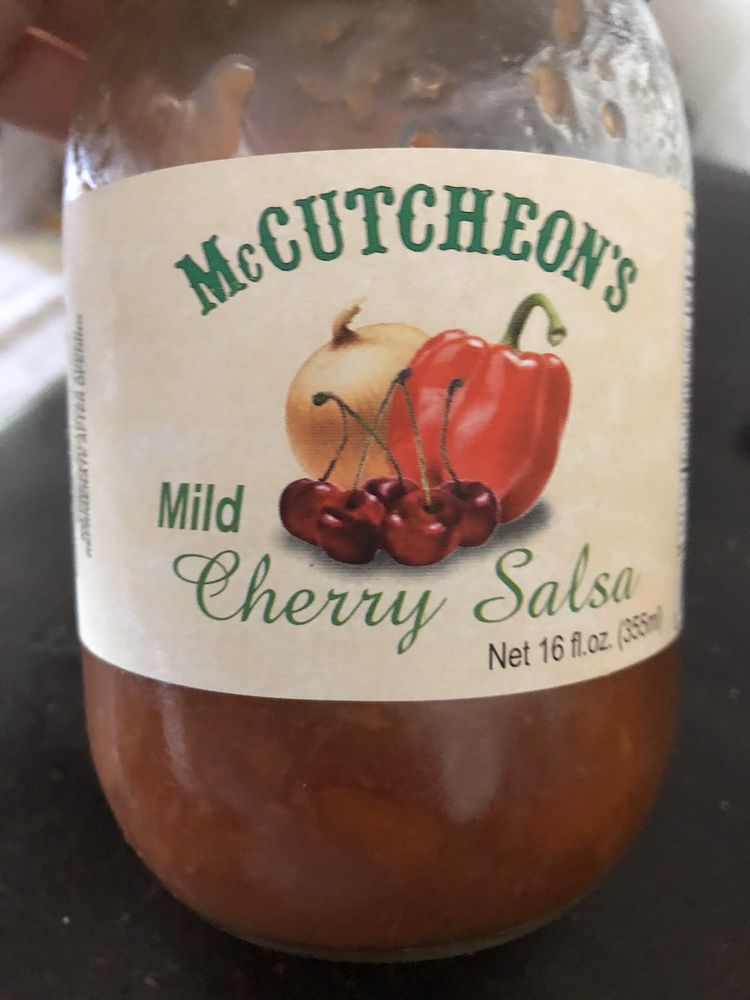 McCUTCHEON'S
Mild
Cherry Salsa
Net 16 fl.oz. (355ml)